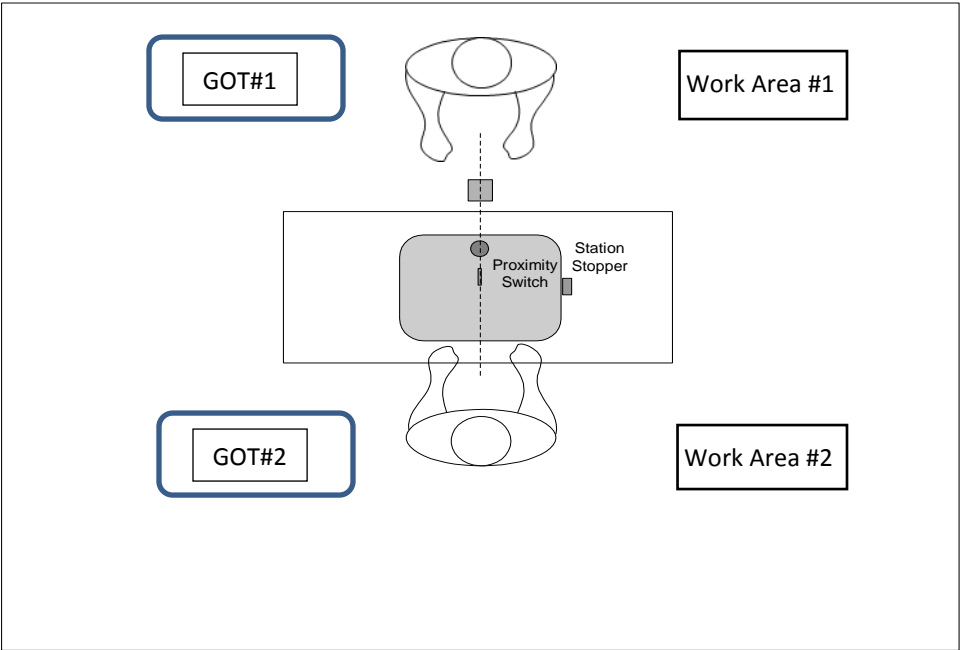 GOT#1
Work Area #1
Proximity
Switch
Station
Stopper
GOT#2
Work Area #2